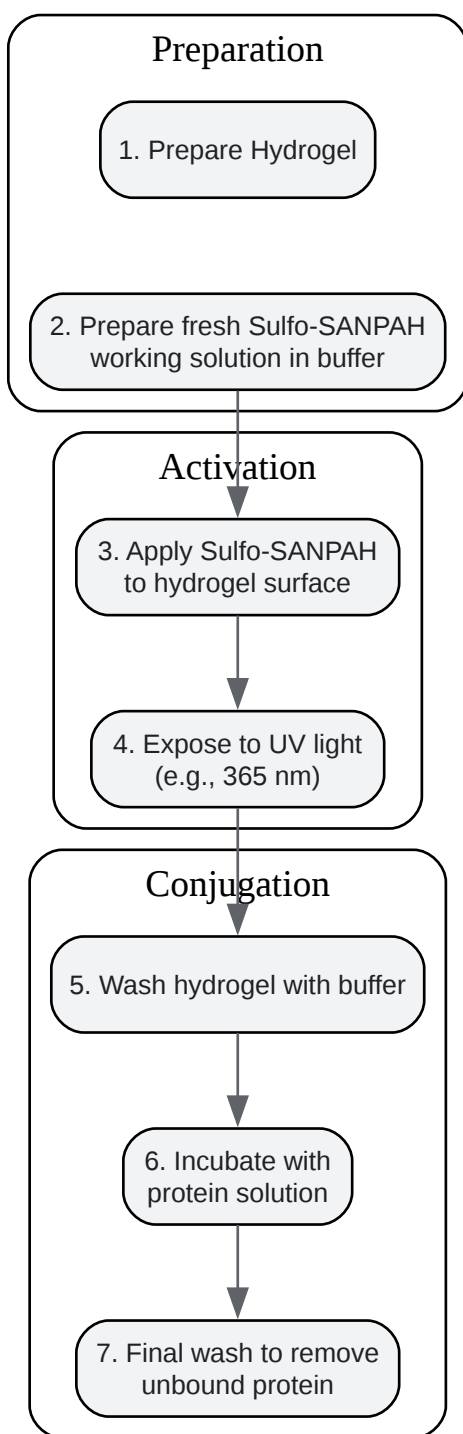 Preparation
1. Prepare Hydrogel
2. Prepare fresh Sulfo-SANPAH
working solution in buffer
Activation
3. Apply Sulfo-SANPAH
to hydrogel surface
4. Expose to UV light
(e.g., 365 nm)
Conjugation
5. Wash hydrogel with buffer
6. Incubate with
protein solution
7. Final wash to remove
unbound protein